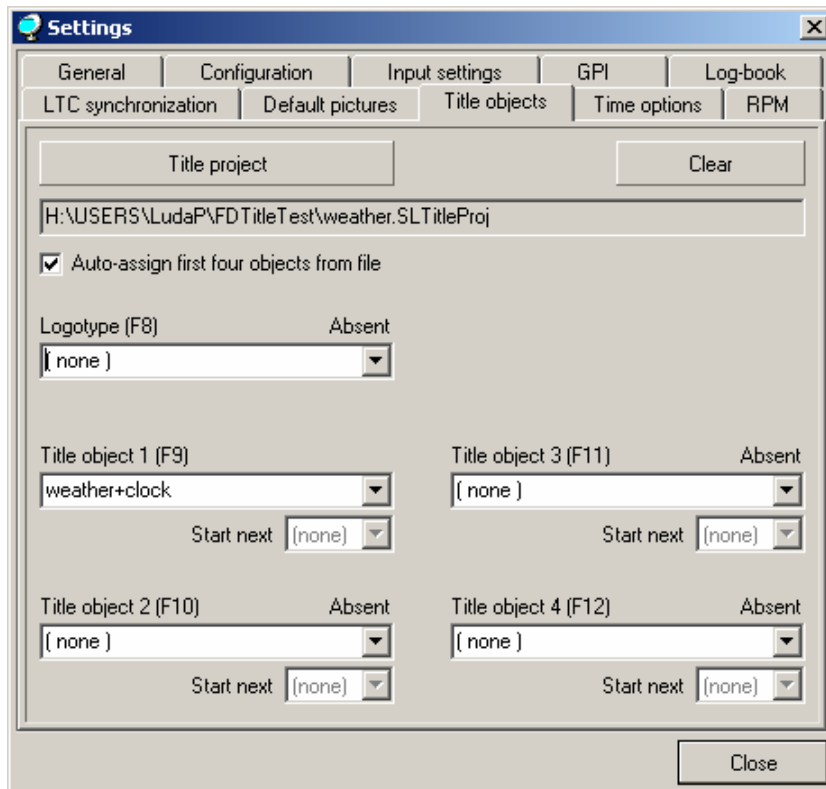 Settings
General Configuration Input settings GPI Log-book
LTC synchronization Default pictures Title objects Time options RPM
Title project Clear
H:\USERS\LudaP\FDTitleTest\weather.SLTitleProj
Auto-assign first four objects from file
Logotype (F8) Absent
( none )
Title object 1 (F9) Title object 3 (F11) Absent
weather+clock ( none )
Start next (none) Start next (none)
Title object 2 (F10) Absent Title object 4 (F12) Absent
( none ) ( none )
Start next (none) Start next (none)
Close